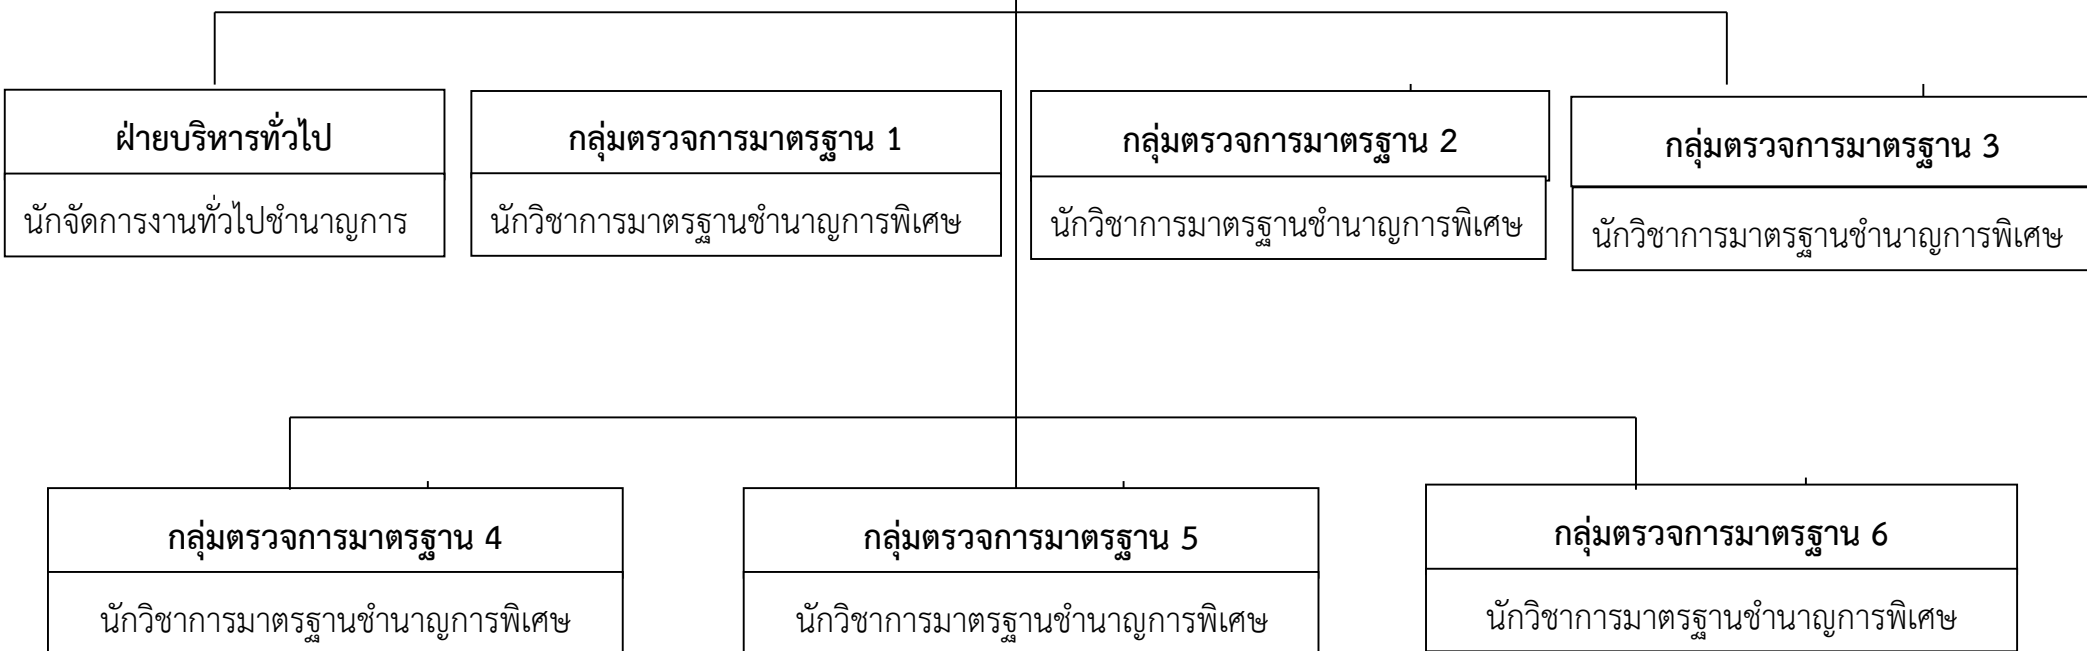 ฝ่ายบริหารทั่วไป
นักจัดการงานทั่วไปชำนาญการ
กลุ่มตรวจการมาตรฐาน 1
นักวิชาการมาตรฐานชำนาญการพิเศษ
กลุ่มตรวจการมาตรฐาน 2
นักวิชาการมาตรฐานชำนาญการพิเศษ
กลุ่มตรวจการมาตรฐาน 3
นักวิชาการมาตรฐานชำนาญการพิเศษ
กลุ่มตรวจการมาตรฐาน 4
นักวิชาการมาตรฐานชำนาญการพิเศษ
กลุ่มตรวจการมาตรฐาน 5
นักวิชาการมาตรฐานชำนาญการพิเศษ
กลุ่มตรวจการมาตรฐาน 6
นักวิชาการมาตรฐานชำนาญการพิเศษ